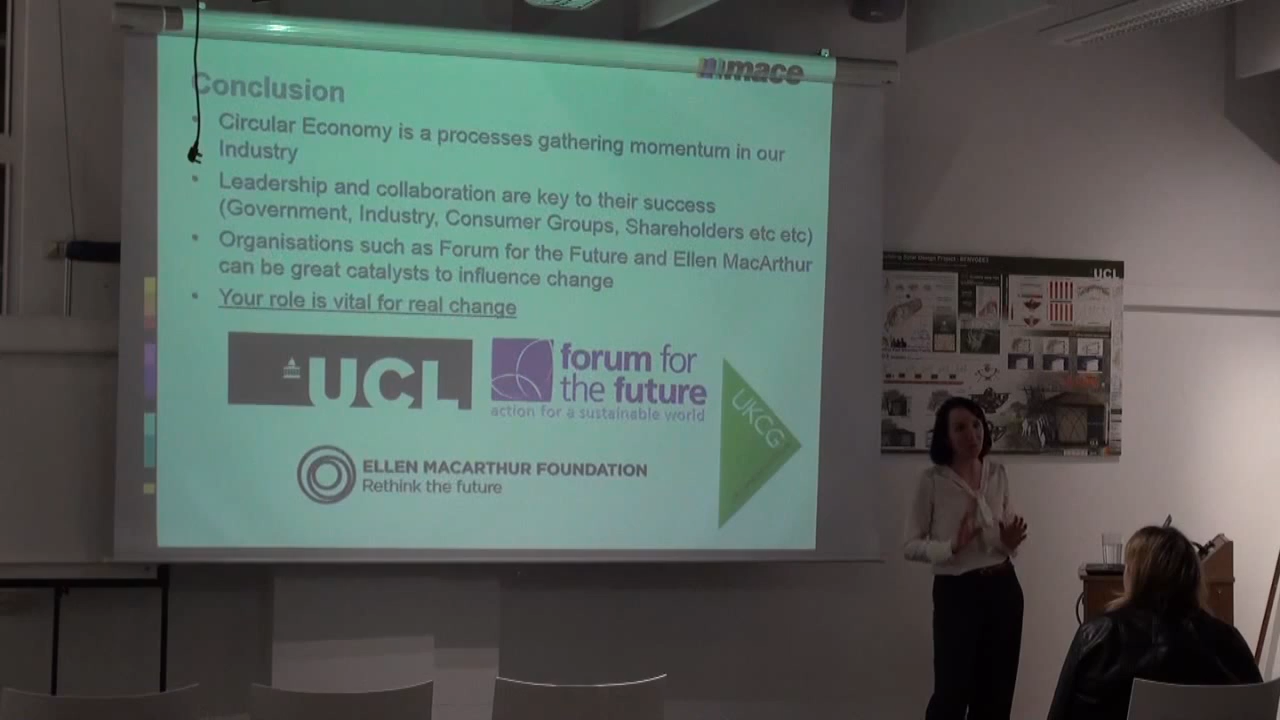 mace
Conclusion
• Circular Economy is a processes gathering momentum in our
Industry
• Leadership and collaboration are key to their success
(Government, Industry, Consumer Groups, Shareholders etc etc)
• Organisations such as Forum for the Future and Ellen MacArthur
can be great catalysts to influence change
• Your role is vital for real change
UCL
forum for
the future
action for a sustainable world
UKCG
ELLEN MACARTHUR FOUNDATION
Rethink the future
UCL